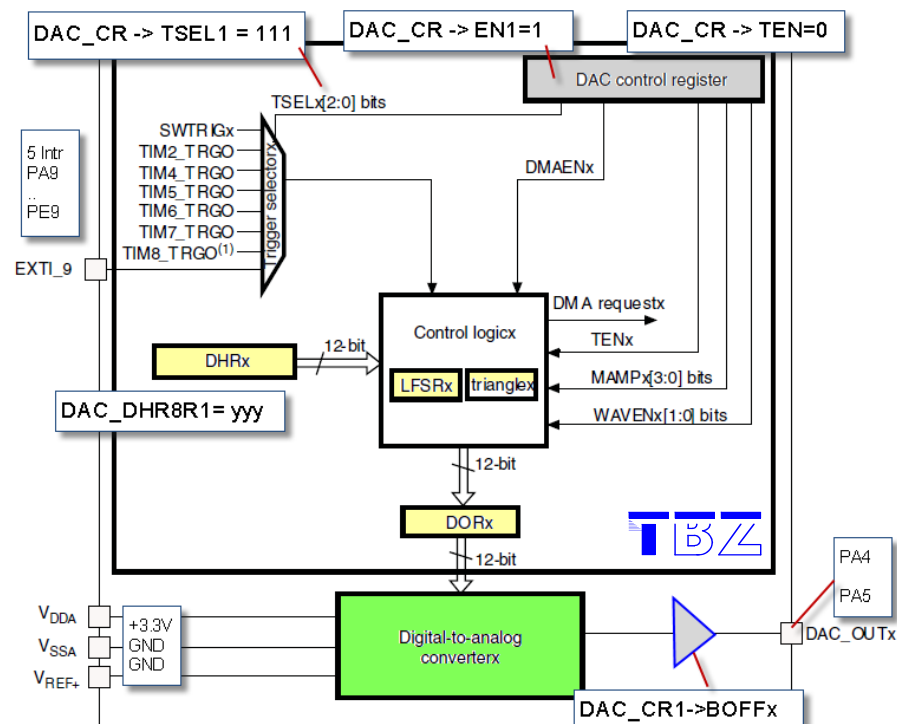 DAC_CR -> TSEL1 = 111
DAC_CR -> EN1=1
DAC_CR -> TEN=0
DAC control register
TSELx[2:0] bits
SWTRIGx
TIM2_TRGO
TIM4_TRGO
TIM5_TRGO
TIM6_TRGO
TIM7_TRGO
TIM8_TRGO(1)
Trigger selectorx
5 Intr
PA9
..
PE9
EXTI_9
DMAENx
DMA requestx
Control logicx
LFSRx
trianglex
TENx
MAMPx[3:0] bits
WAVENx[1:0] bits
DHRx
12-bit
DAC_DHR8R1= yyy
12-bit
DORx
12-bit
TBZ
PA4
PA5
VDDA
VSSA
VREF+
+3.3V
GND
GND
Digital-to-analog
converterx
DAC_OUTx
DAC_CR1->BOFFx